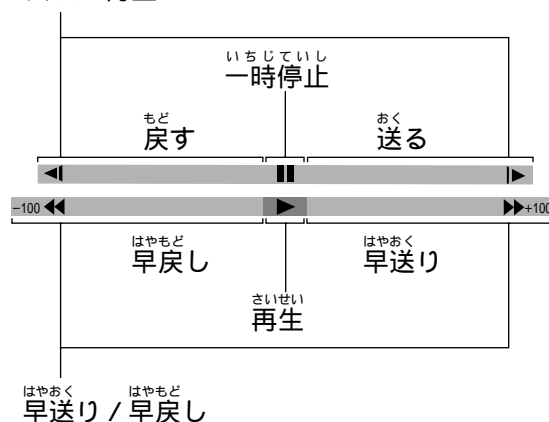 いちじていし
一時停止
もど
戻す
おく
送る
-100
+100
はやもど
早戻し
はやおく
早送り
さいせい
再生
はやおく はやもど
早送り / 早戻し